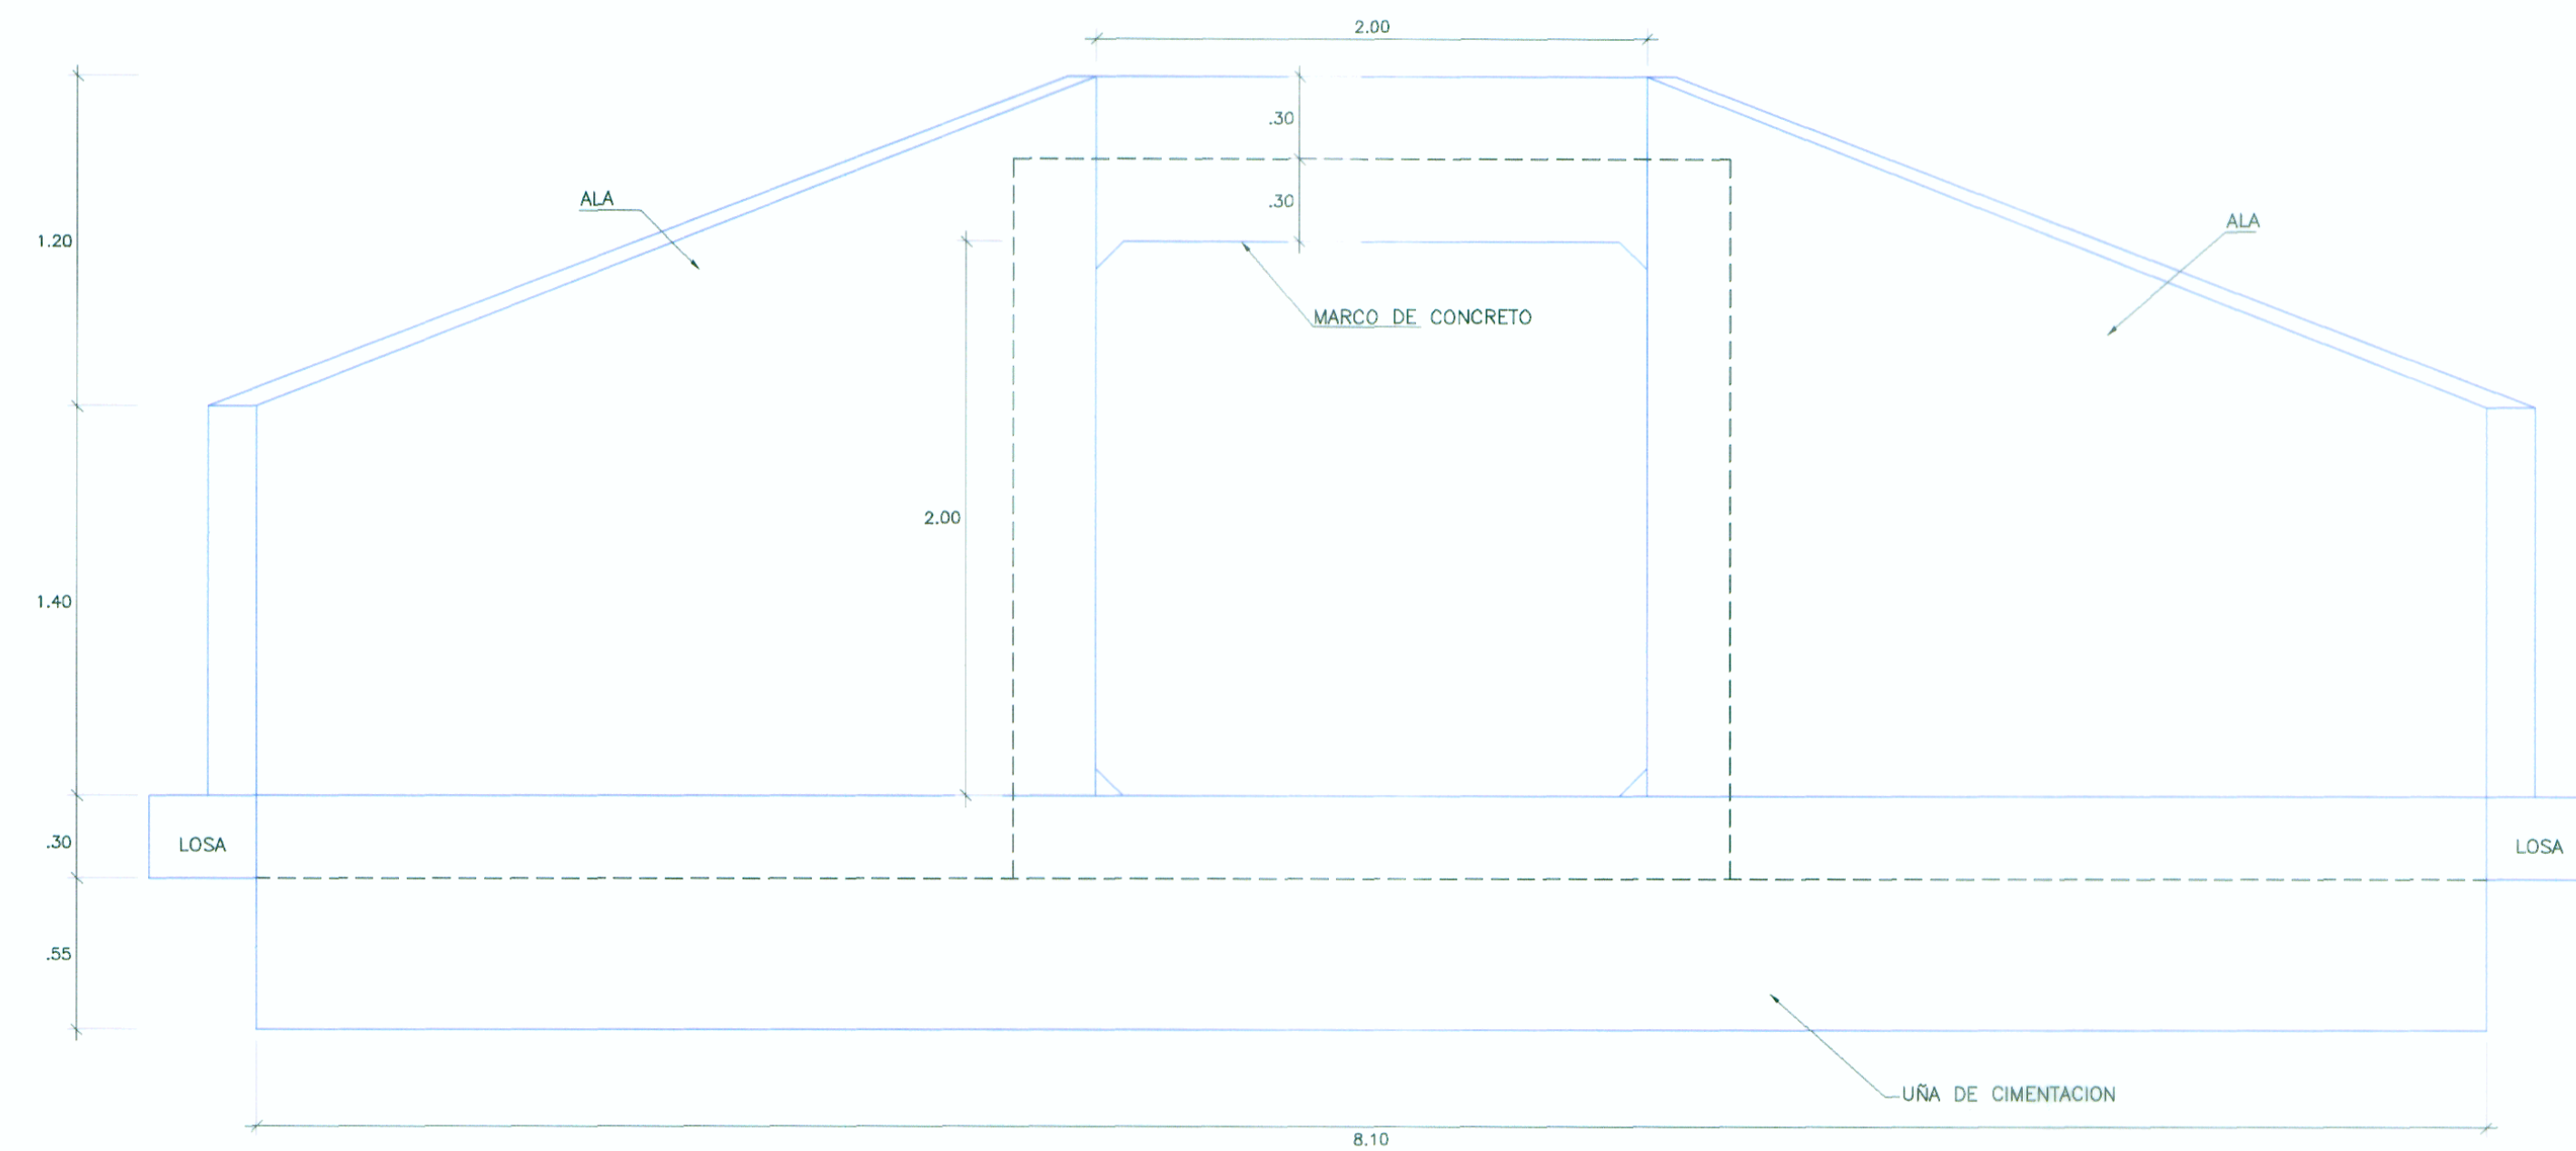 2.00
.30
ALA
.30
ALA
1.20
MARCO DE CONCRETO
2.00
1.40
.30
LOSA
LOSA
.55
UÑA DE CIMENTACION
8.10